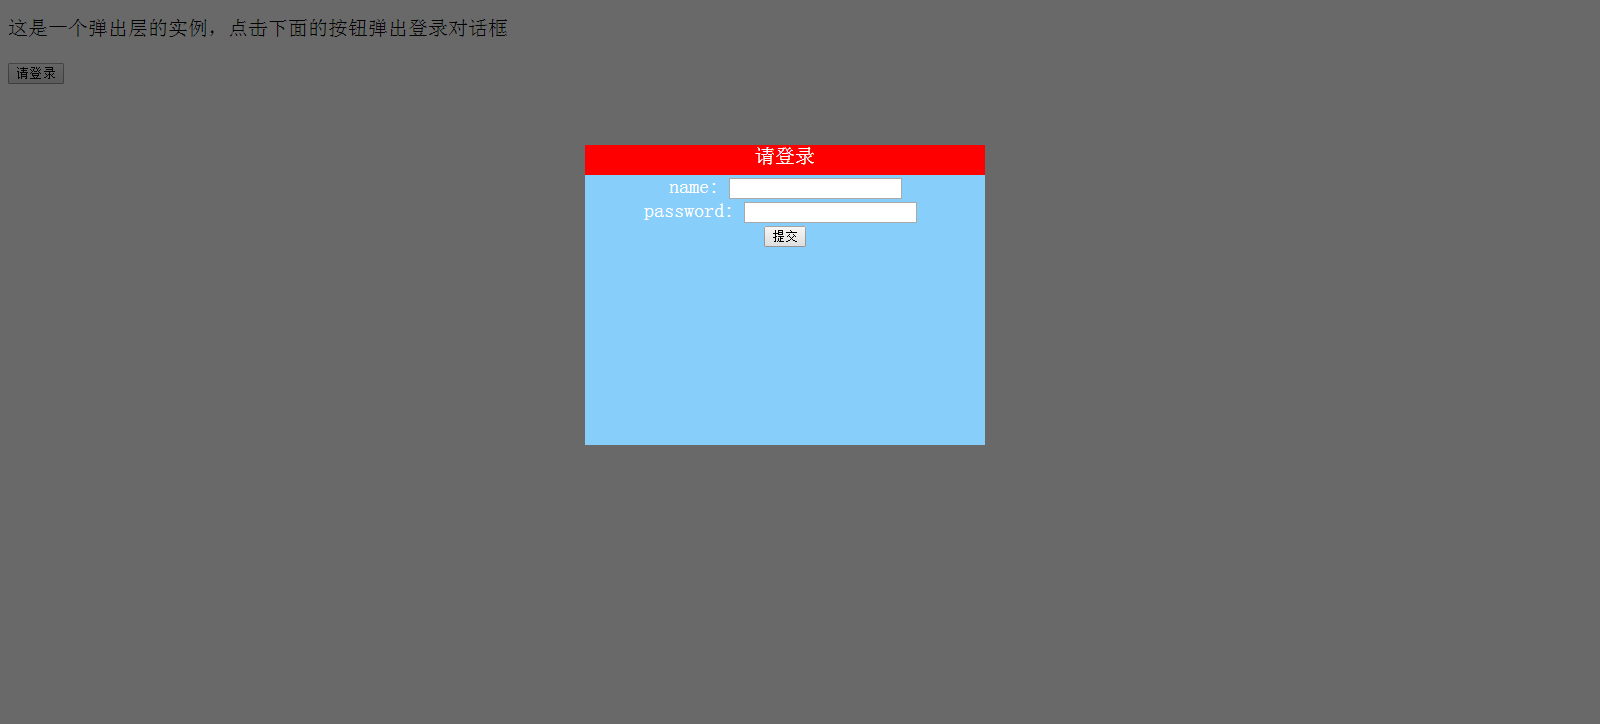 这是一个弹出层的实例，点击下面的按钮弹出登录对话框
请登录
请登录
name:
password:
提交